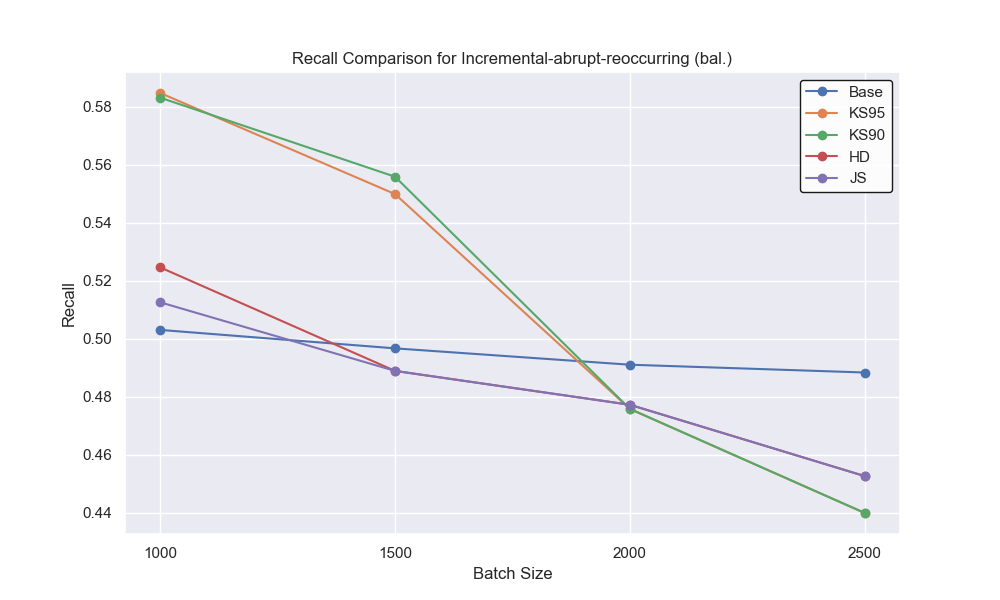 Recall Comparison for Incremental-abrupt-reoccurring (bal.)
Base
KS95
KS90
HD
JS
0.58
0.56
0.54
0.52
0.50
0.48
0.46
0.44
Recall
1000 1500 2000 2500
Batch Size